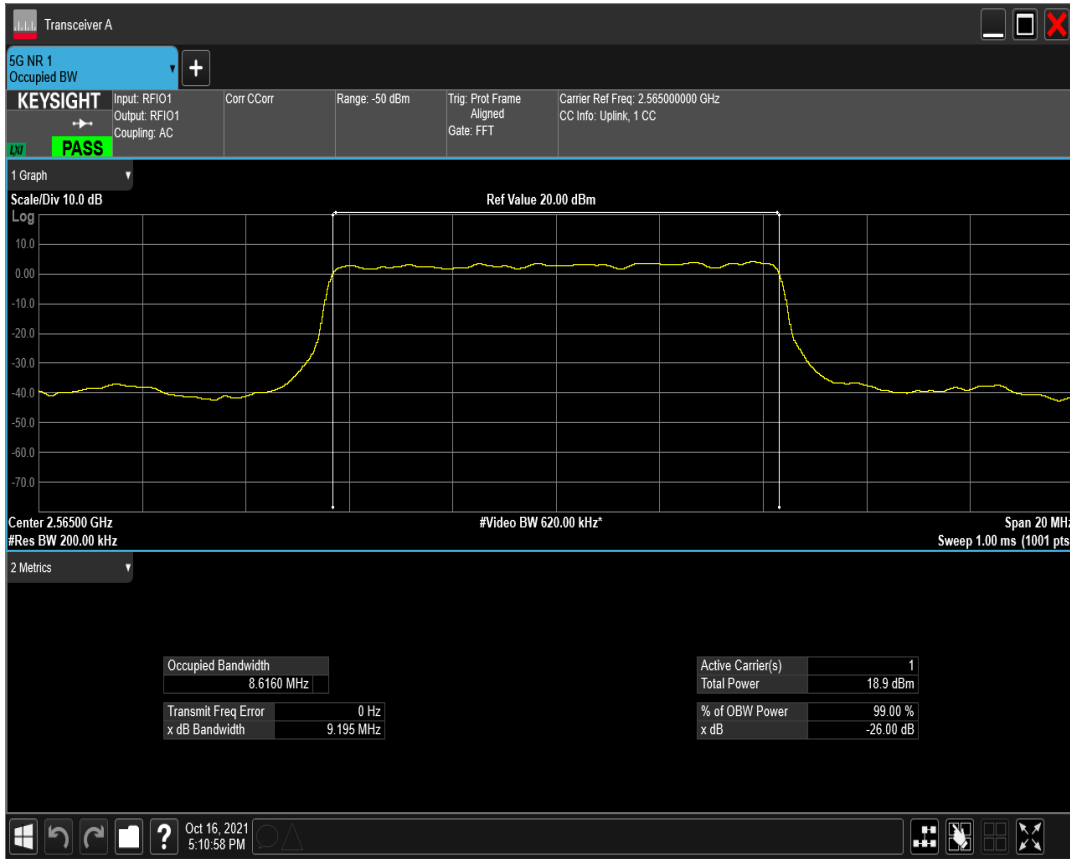 Transceiver A
5G NR 1
Occupied BW
KEYSIGHT
LXI
PASS
Input: RFIO1
Output: RFIO1
Coupling: AC
Corr CCorr
Range: -50 dBm
Trig: Prot Frame
Aligned
Gate: FFT
Carrier Ref Freq: 2.565000000 GHz
CC Info: Uplink, 1 CC
1 Graph
Scale/Div 10.0 dB
Ref Value 20.00 dBm
Log
10.0
0.00
-10.0
-20.0
-30.0
-40.0
-50.0
-60.0
-70.0
Center 2.56500 GHz
#Video BW 620.00 kHz*
Span 20 MHz
#Res BW 200.00 kHz
Sweep 1.00 ms (1001 pts
2 Metrics
Occupied Bandwidth
8.6160 MHz
Transmit Freq Error 0 Hz
x dB Bandwidth 9.195 MHz
Active Carrier(s) 1
Total Power 18.9 dBm
% of OBW Power 99.00 %
x dB -26.00 dB
?
Oct 16, 2021
5:10:58 PM